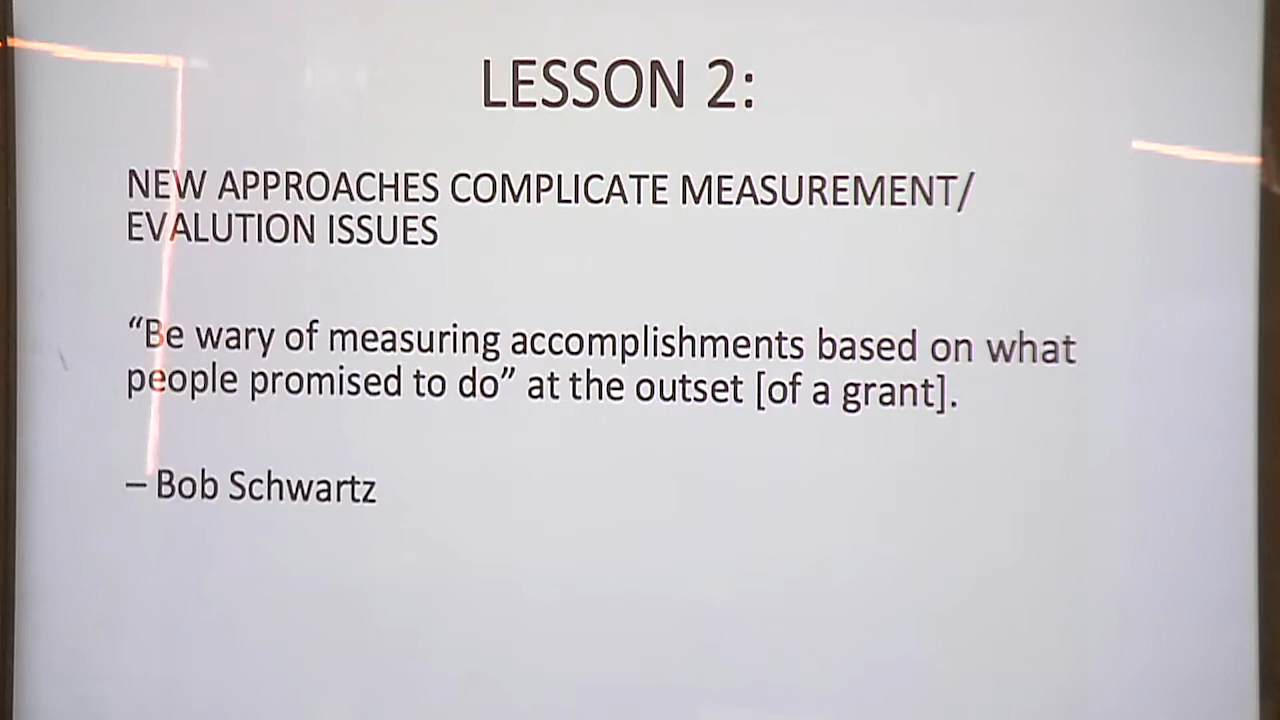 LESSON 2:
NEW APPROACHES COMPLICATE MEASUREMENT/
EVALUTION ISSUES
“Be wary of measuring accomplishments based on what
people promised to do” at the outset [of a grant].
– Bob Schwartz